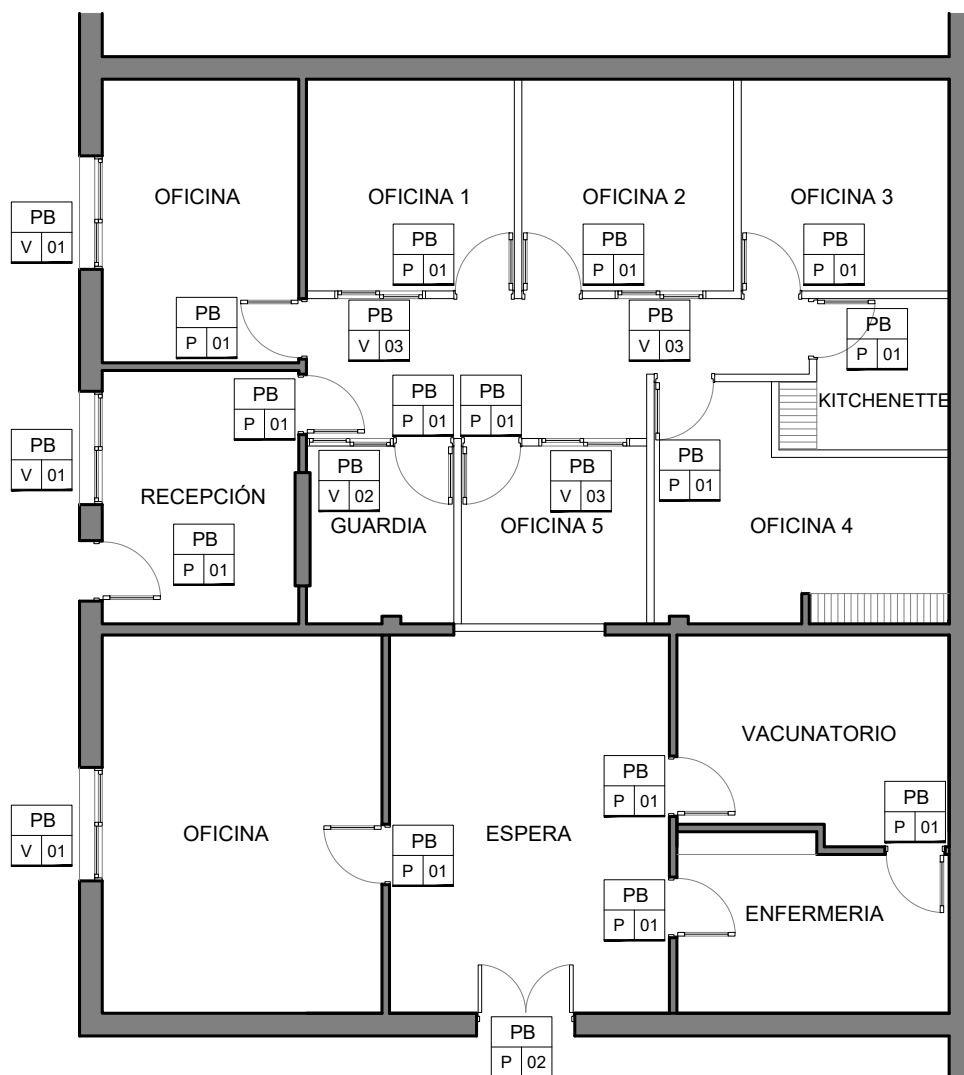 OFICINA
OFICINA 1
OFICINA 2
OFICINA 3
PB
V 01
PB
P 01
PB
P 01
PB
P 01
PB
P 01
PB
V 03
PB
V 03
PB
P 01
PB
P 01
PB
P 01
PB
P 01
KITCHENETTE
PB
V 01
PB
V 02
PB
V 03
PB
P 01
RECEPCIÓN
GUARDIA
OFICINA 5
OFICINA 4
PB
P 01
VACUNATORIO
PB
P 01
PB
P 01
PB
V 01
OFICINA
PB
P 01
ESPERA
PB
P 01
ENFERMERIA
PB
P 02